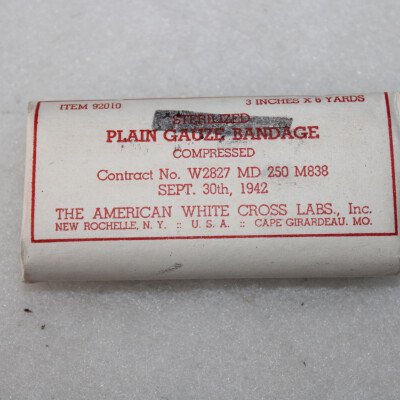 ITEM 92010 3 INCHES X 6 YARDS
STERILIZED
PLAIN GAUZE BANDAGE
COMPRESSED
Contract No. W2827 MD 250 M838
SEPT. 30th, 1942
THE AMERICAN WHITE CROSS LABS., Inc.
NEW ROCHELLE, N. Y. :: U. S. A. :: CAPE GIRARDEAU, MO.